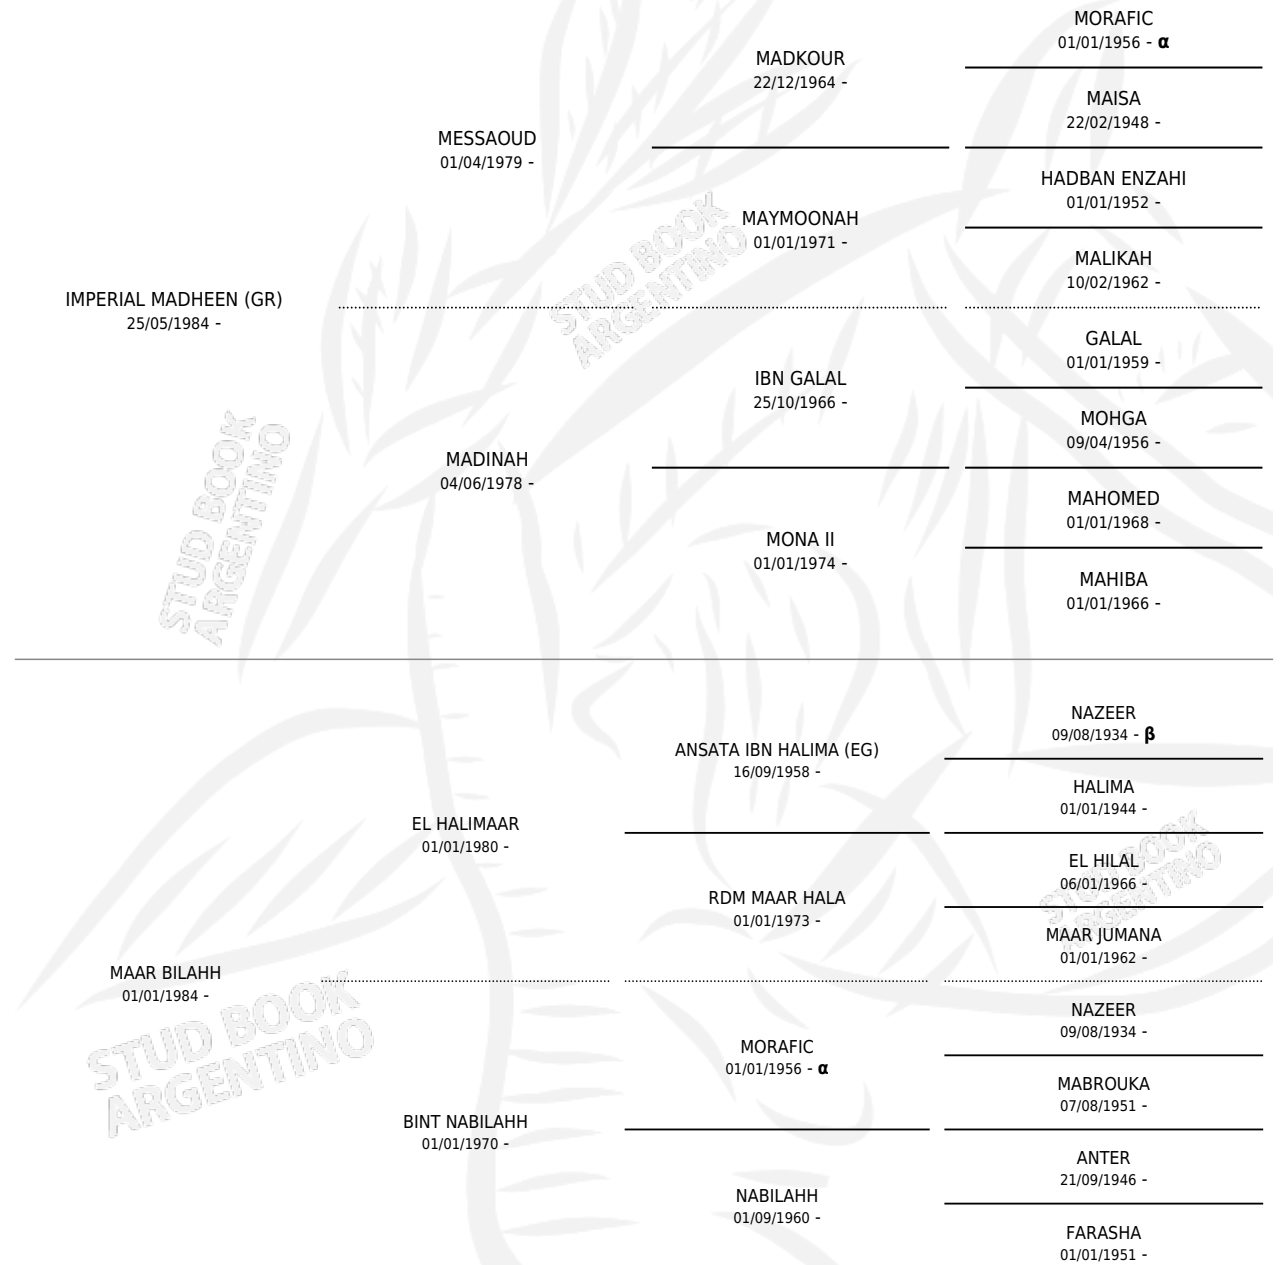 MORAFIC
01/01/1956 - α
MADKOUR
22/12/1964 -
MAISA
22/02/1948 -
MESSAOUD
01/04/1979 -
HADBAN ENZAHI
01/01/1952 -
MAYMOONAH
01/01/1971 -
MALIKAH
10/02/1962 -
STUD BOOK
ARGENTINO
IMPERIAL MADHEEN (GR)
25/05/1984 -
GALAL
01/01/1959 -
IBN GALAL
25/10/1966 -
MOHGA
09/04/1956 -
MADINAH
04/06/1978 -
MAHOMED
01/01/1968 -
MONA II
01/01/1974 -
MAHIBA
01/01/1966 -
STUD BOOK
ARGENTINO
NAZEER
09/08/1934 - β
ANSATA IBN HALIMA (EG)
16/09/1958 -
HALIMA
01/01/1944 -
EL HALIMAAR
01/01/1980 -
EL HILAL
06/01/1966 -
RDM MAAR HALA
01/01/1973 -
MAAR JUMANA
01/01/1962 -
STUD BOOK
ARGENTINO
MAAR BILAHH
01/01/1984 -
NAZEER
09/08/1934 -
MORAFIC
01/01/1956 - α
MABROUKA
07/08/1951 -
STUD BOOK
ARGENTINO
BINT NABILAHH
01/01/1970 -
ANTER
21/09/1946 -
NABILAHH
01/09/1960 -
FARASHA
01/01/1951 -